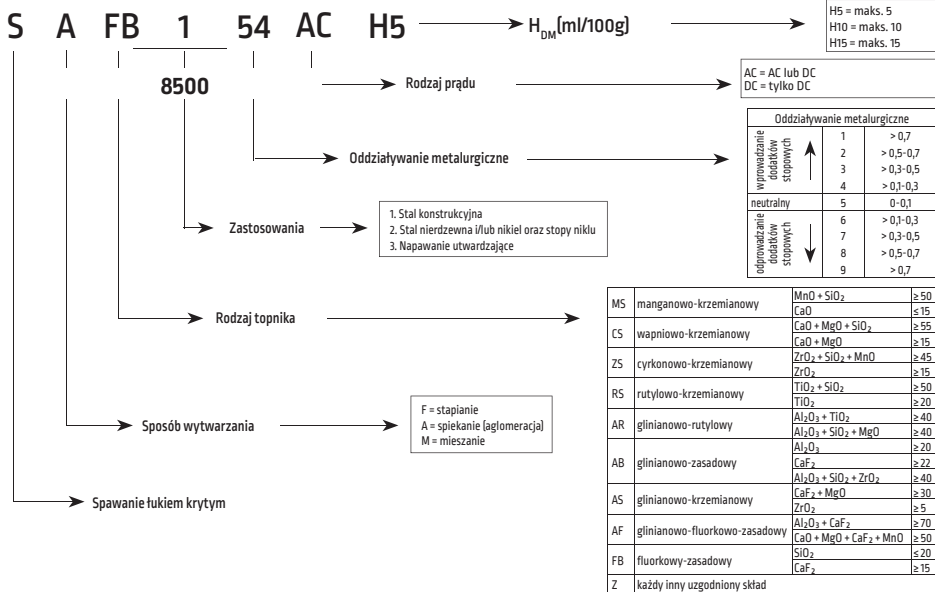 S A FB 1 54 AC H5
H_DM [ml/100g]
H5 = maks. 5
H10 = maks. 10
H15 = maks. 15
8500
Rodzaj prądu
AC = AC lub DC
DC = tylko DC
Oddziaływanie metalurgiczne
Oddziaływanie metalurgiczne
wprowadzanie dodatków stopowych
1 > 0,7
2 > 0,5-0,7
3 > 0,3-0,5
4 > 0,1-0,3
neutralny 5 0-0,1
odprowadzanie dodatków stopowych
6 > 0,1-0,3
7 > 0,3-0,5
8 > 0,5-0,7
9 > 0,7
Zastosowania
1. Stal konstrukcyjna
2. Stal nierdzewna i/lub nikiel oraz stopy niklu
3. Napawanie utwardzające
Rodzaj topnika
MS manganowo-krzemianowy MnO + SiO₂ ≥ 50
CaO ≤ 15
CS wapniowo-krzemianowy CaO + MgO + SiO₂ ≥ 55
CaO + MgO ≥ 15
ZS cyrkonowo-krzemianowy ZrO₂ + SiO₂ + MnO ≥ 45
ZrO₂ ≥ 15
RS rutylowo-krzemianowy TiO₂ + SiO₂ ≥ 50
TiO₂ ≥ 20
AR glinianowo-rutylowy Al₂O₃ + TiO₂ ≥ 40
Al₂O₃ + SiO₂ + MgO ≥ 40
AB glinianowo-zasadowy Al₂O₃ ≥ 20
CaF₂ ≥ 22
Al₂O₃ + SiO₂ + ZrO₂ ≥ 40
AS glinianowo-krzemianowy CaF₂ + MgO ≥ 30
ZrO₂ ≥ 5
AF glinianowo-fluorkowo-zasadowy Al₂O₃ + CaF₂ ≥ 70
CaO + MgO + CaF₂ + MnO ≥ 50
FB fluorkowy-zasadowy SiO₂ ≤ 20
CaF₂ ≥ 15
Z każdy inny uzgodniony skład
Sposób wytwarzania
F = stapianie
A = spiekanie (aglomeracja)
M = mieszanie
Spawanie łukiem krytym